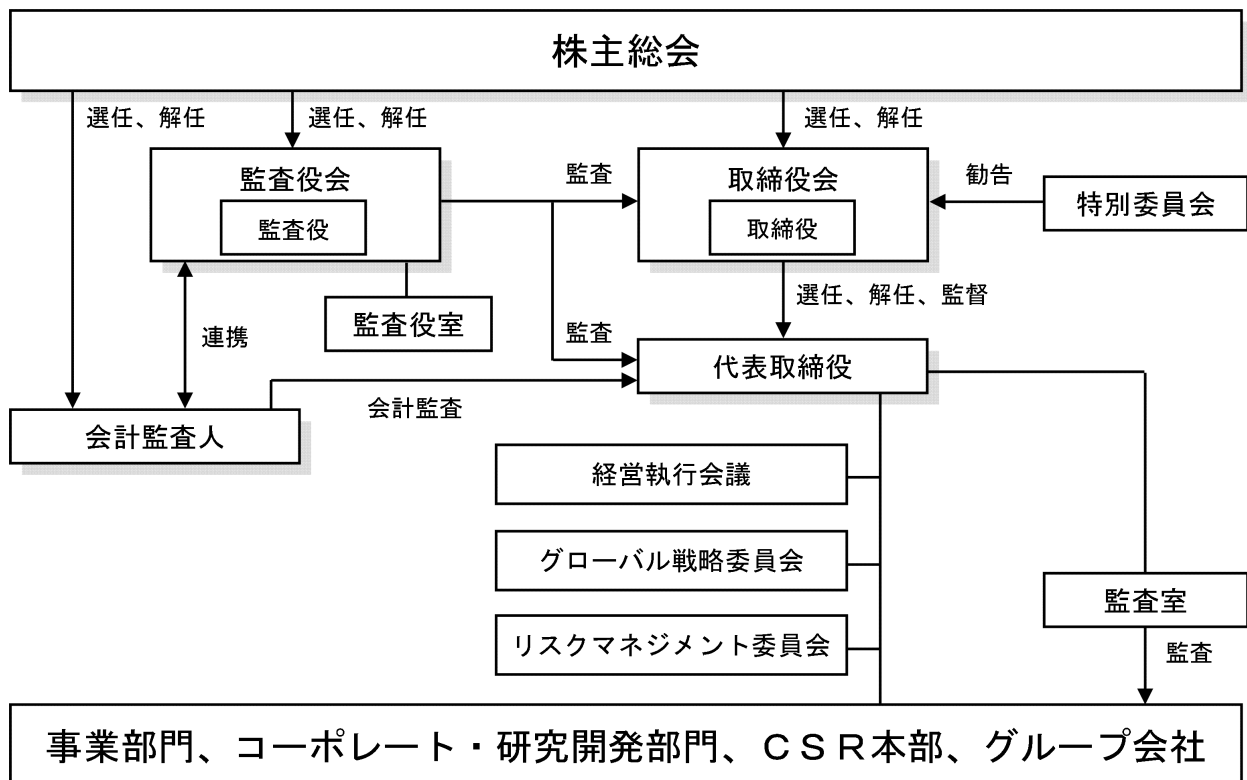 株主総会
選任、解任
選任、解任
選任、解任
監査役会
監査役
監査
取締役会
取締役
勧告
特別委員会
選任、解任、監督
監査役室
連携
監査
代表取締役
会計監査
会計監査人
経営執行会議
グローバル戦略委員会
リスクマネジメント委員会
監査室
監査
事業部門、コーポレート・研究開発部門、ＣＳＲ本部、グループ会社